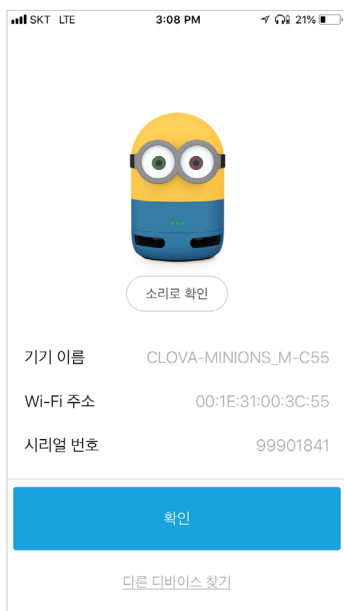 SKT LTE 3:08 PM 21%
소리로 확인
기기 이름 CLOVA-MINIONS_M-C55
Wi-Fi 주소 00:1E:31:00:3C:55
시리얼 번호 99901841
확인
다른 디바이스 찾기